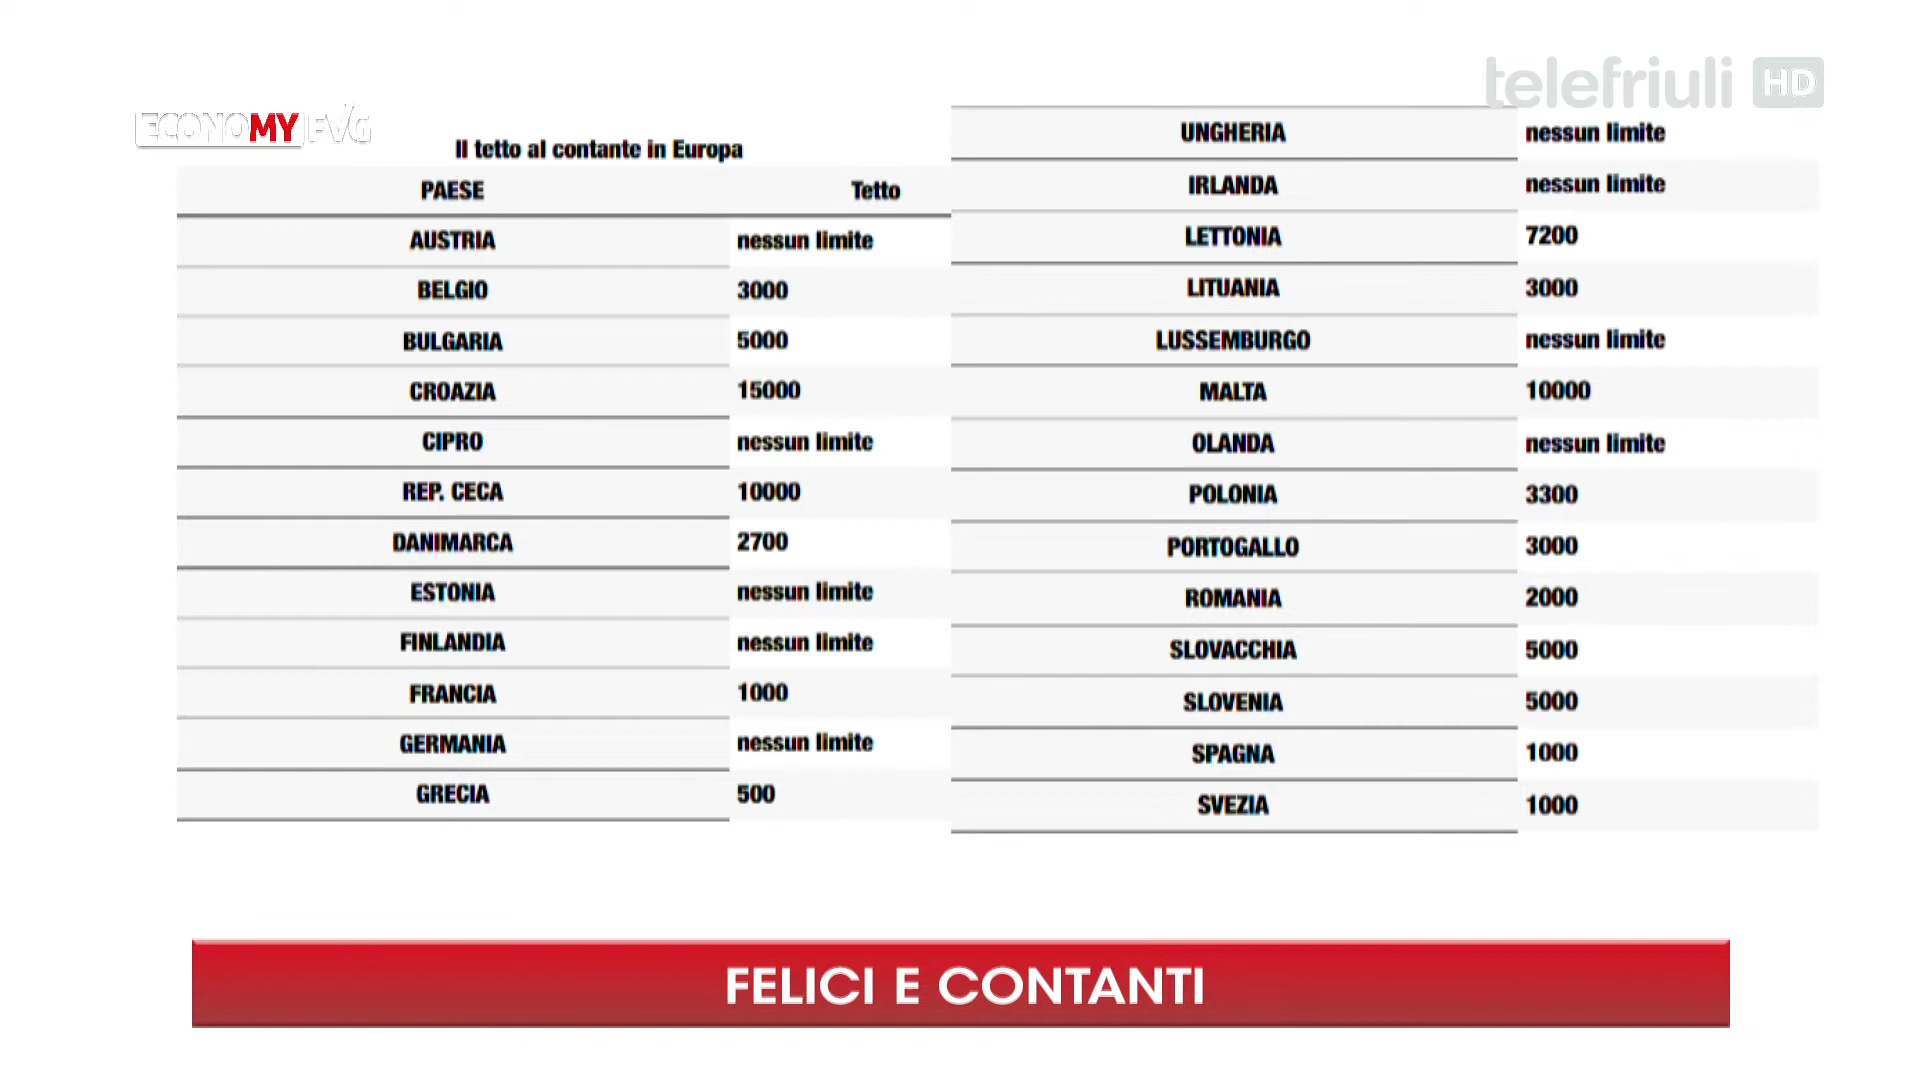 telefriuli HD
ECONOMY FVG
Il tetto al contante in Europa
PAESE Tetto
AUSTRIA nessun limite
BELGIO 3000
BULGARIA 5000
CROAZIA 15000
CIPRO nessun limite
REP. CECA 10000
DANIMARCA 2700
ESTONIA nessun limite
FINLANDIA nessun limite
FRANCIA 1000
GERMANIA nessun limite
GRECIA 500
UNGHERIA nessun limite
IRLANDA nessun limite
LETTONIA 7200
LITUANIA 3000
LUSSEMBURGO nessun limite
MALTA 10000
OLANDA nessun limite
POLONIA 3300
PORTOGALLO 3000
ROMANIA 2000
SLOVACCHIA 5000
SLOVENIA 5000
SPAGNA 1000
SVEZIA 1000
FELICI E CONTANTI